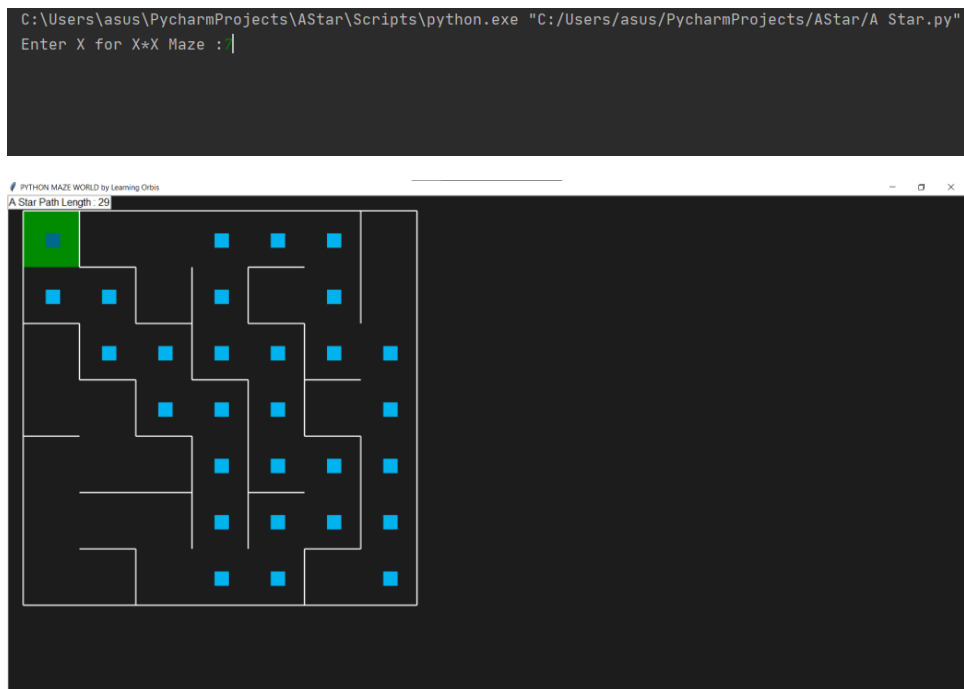 C:\Users\asus\PycharmProjects\AStar\Scripts\python.exe "C:/Users/asus/PycharmProjects/AStar/A Star.py"
Enter X for X*X Maze :7
PYTHON MAZE WORLD by Learning Orbis
A Star Path Length : 29